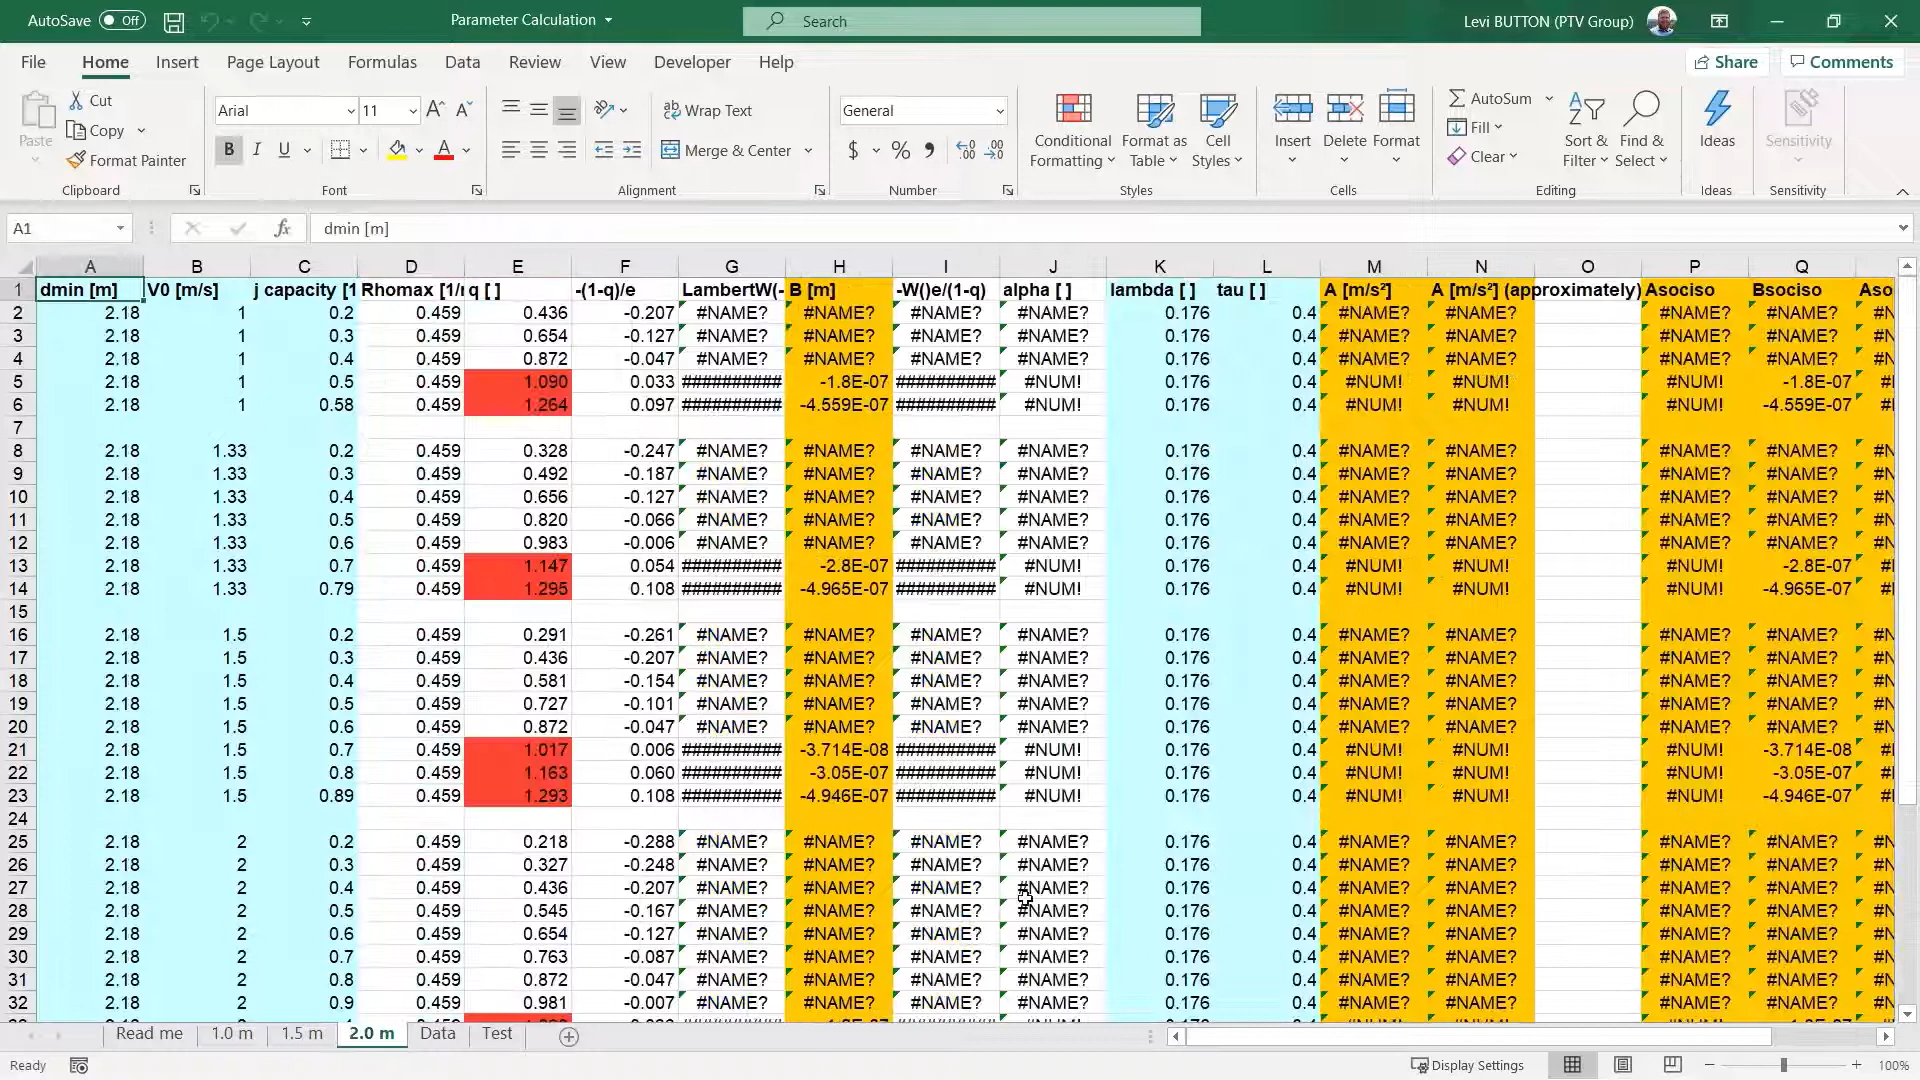 AutoSave Off Parameter Calculation Search Levi BUTTON (PTV Group)
File Home Insert Page Layout Formulas Data Review View Developer Help Share Comments
Paste Cut Copy Format Painter Clipboard
Arial 11 B I U A Font
Wrap Text Merge & Center Alignment
General $ % Number
Conditional Formatting Format as Table Cell Styles Styles
Insert Delete Format Cells
AutoSum Fill Clear Sort & Filter Find & Select Editing
Ideas Ideas
Sensitivity Sensitivity
A1 fx dmin [m]
A B C D E F G H I J K L M N O P Q
1 dmin [m] V0 [m/s] j capacity [1 Rhomax [1/ q [ ] -(1-q)/e LambertW(- B [m] -W()e/(1-q) alpha [ ] lambda [ ] tau [ ] A [m/s²] A [m/s²] (approximately) Asociso Bsociso Aso
2 2.18 1 0.2 0.459 0.436 -0.207 #NAME? #NAME? #NAME? #NAME? 0.176 0.4 #NAME? #NAME? #NAME? #NAME? #N
3 2.18 1 0.3 0.459 0.654 -0.127 #NAME? #NAME? #NAME? #NAME? 0.176 0.4 #NAME? #NAME? #NAME? #NAME? #N
4 2.18 1 0.4 0.459 0.872 -0.047 #NAME? #NAME? #NAME? #NAME? 0.176 0.4 #NAME? #NAME? #NAME? #NAME? #N
5 2.18 1 0.5 0.459 1.090 0.033 ########## -1.8E-07 ########## #NUM! 0.176 0.4 #NUM! #NUM! #NUM! -1.8E-07 #
6 2.18 1 0.58 0.459 1.264 0.097 ########## -4.559E-07 ########## #NUM! 0.176 0.4 #NUM! #NUM! #NUM! -4.559E-07 #
7
8 2.18 1.33 0.2 0.459 0.328 -0.247 #NAME? #NAME? #NAME? #NAME? 0.176 0.4 #NAME? #NAME? #NAME? #NAME? #N
9 2.18 1.33 0.3 0.459 0.492 -0.187 #NAME? #NAME? #NAME? #NAME? 0.176 0.4 #NAME? #NAME? #NAME? #NAME? #N
10 2.18 1.33 0.4 0.459 0.656 -0.127 #NAME? #NAME? #NAME? #NAME? 0.176 0.4 #NAME? #NAME? #NAME? #NAME? #N
11 2.18 1.33 0.5 0.459 0.820 -0.066 #NAME? #NAME? #NAME? #NAME? 0.176 0.4 #NAME? #NAME? #NAME? #NAME? #N
12 2.18 1.33 0.6 0.459 0.983 -0.006 #NAME? #NAME? #NAME? #NAME? 0.176 0.4 #NAME? #NAME? #NAME? #NAME? #N
13 2.18 1.33 0.7 0.459 1.147 0.054 ########## -2.8E-07 ########## #NUM! 0.176 0.4 #NUM! #NUM! #NUM! -2.8E-07 #
14 2.18 1.33 0.79 0.459 1.295 0.108 ########## -4.965E-07 ########## #NUM! 0.176 0.4 #NUM! #NUM! #NUM! -4.965E-07 #
15
16 2.18 1.5 0.2 0.459 0.291 -0.261 #NAME? #NAME? #NAME? #NAME? 0.176 0.4 #NAME? #NAME? #NAME? #NAME? #N
17 2.18 1.5 0.3 0.459 0.436 -0.207 #NAME? #NAME? #NAME? #NAME? 0.176 0.4 #NAME? #NAME? #NAME? #NAME? #N
18 2.18 1.5 0.4 0.459 0.581 -0.154 #NAME? #NAME? #NAME? #NAME? 0.176 0.4 #NAME? #NAME? #NAME? #NAME? #N
19 2.18 1.5 0.5 0.459 0.727 -0.101 #NAME? #NAME? #NAME? #NAME? 0.176 0.4 #NAME? #NAME? #NAME? #NAME? #N
20 2.18 1.5 0.6 0.459 0.872 -0.047 #NAME? #NAME? #NAME? #NAME? 0.176 0.4 #NAME? #NAME? #NAME? #NAME? #N
21 2.18 1.5 0.7 0.459 1.017 0.006 ########## -3.714E-08 ########## #NUM! 0.176 0.4 #NUM! #NUM! #NUM! -3.714E-08 #
22 2.18 1.5 0.8 0.459 1.163 0.060 ########## -3.05E-07 ########## #NUM! 0.176 0.4 #NUM! #NUM! #NUM! -3.05E-07 #
23 2.18 1.5 0.89 0.459 1.293 0.108 ########## -4.946E-07 ########## #NUM! 0.176 0.4 #NUM! #NUM! #NUM! -4.946E-07 #
24
25 2.18 2 0.2 0.459 0.218 -0.288 #NAME? #NAME? #NAME? #NAME? 0.176 0.4 #NAME? #NAME? #NAME? #NAME? #N
26 2.18 2 0.3 0.459 0.327 -0.248 #NAME? #NAME? #NAME? #NAME? 0.176 0.4 #NAME? #NAME? #NAME? #NAME? #N
27 2.18 2 0.4 0.459 0.436 -0.207 #NAME? #NAME? #NAME? #NAME? 0.176 0.4 #NAME? #NAME? #NAME? #NAME? #N
28 2.18 2 0.5 0.459 0.545 -0.167 #NAME? #NAME? #NAME? #NAME? 0.176 0.4 #NAME? #NAME? #NAME? #NAME? #N
29 2.18 2 0.6 0.459 0.654 -0.127 #NAME? #NAME? #NAME? #NAME? 0.176 0.4 #NAME? #NAME? #NAME? #NAME? #N
30 2.18 2 0.7 0.459 0.763 -0.087 #NAME? #NAME? #NAME? #NAME? 0.176 0.4 #NAME? #NAME? #NAME? #NAME? #N
31 2.18 2 0.8 0.459 0.872 -0.047 #NAME? #NAME? #NAME? #NAME? 0.176 0.4 #NAME? #NAME? #NAME? #NAME? #N
32 2.18 2 0.9 0.459 0.981 -0.007 #NAME? #NAME? #NAME? #NAME? 0.176 0.4 #NAME? #NAME? #NAME? #NAME? #N
Read me 1.0 m 1.5 m 2.0 m Data Test
Ready Display Settings 100%